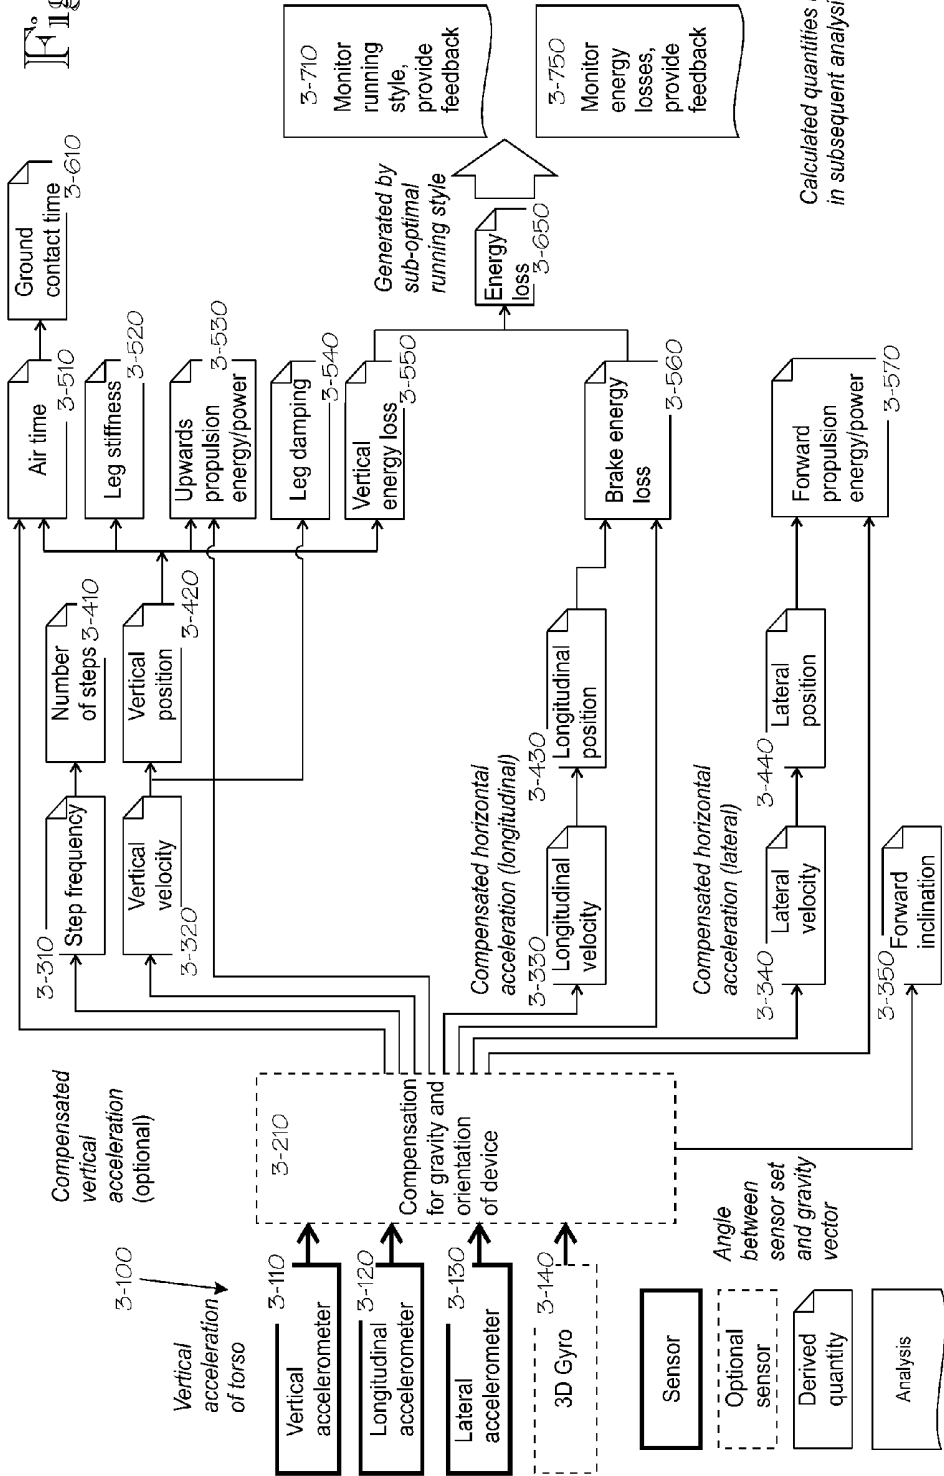 Fig
3-100
Vertical
acceleration
of torso
3-110
Vertical
accelerometer
3-120
Longitudinal
accelerometer
3-130
Lateral
accelerometer
3-140
3D Gyro
Compensated
vertical
acceleration
(optional)
3-210
Compensation
for gravity and
orientation
of device
Angle
between
sensor set
and gravity
vector
3-310
Step frequency
Vertical
velocity
3-320
Compensated horizontal
acceleration (longitudinal)
3-330
Longitudinal
velocity
Compensated horizontal
acceleration (lateral)
3-340
Lateral
velocity
3-350
Forward
inclination
Number
of steps
3-410
Vertical
position
3-420
3-430
Longitudinal
position
3-440
Lateral
position
Air time
3-510
Leg stiffness
3-520
Upwards
propulsion
energy/power
3-530
Leg damping
3-540
Vertical
energy loss
3-550
Brake energy
loss
3-560
Forward
propulsion
energy/power
3-570
Ground
contact time
3-610
Generated by
sub-optimal
running style
Energy
loss
3-650
3-710
Monitor
running
style,
provide
feedback
3-750
Monitor
energy
losses,
provide
feedback
Calculated quantities
in subsequent
Sensor
Optional
sensor
Derived
quantity
Analysis